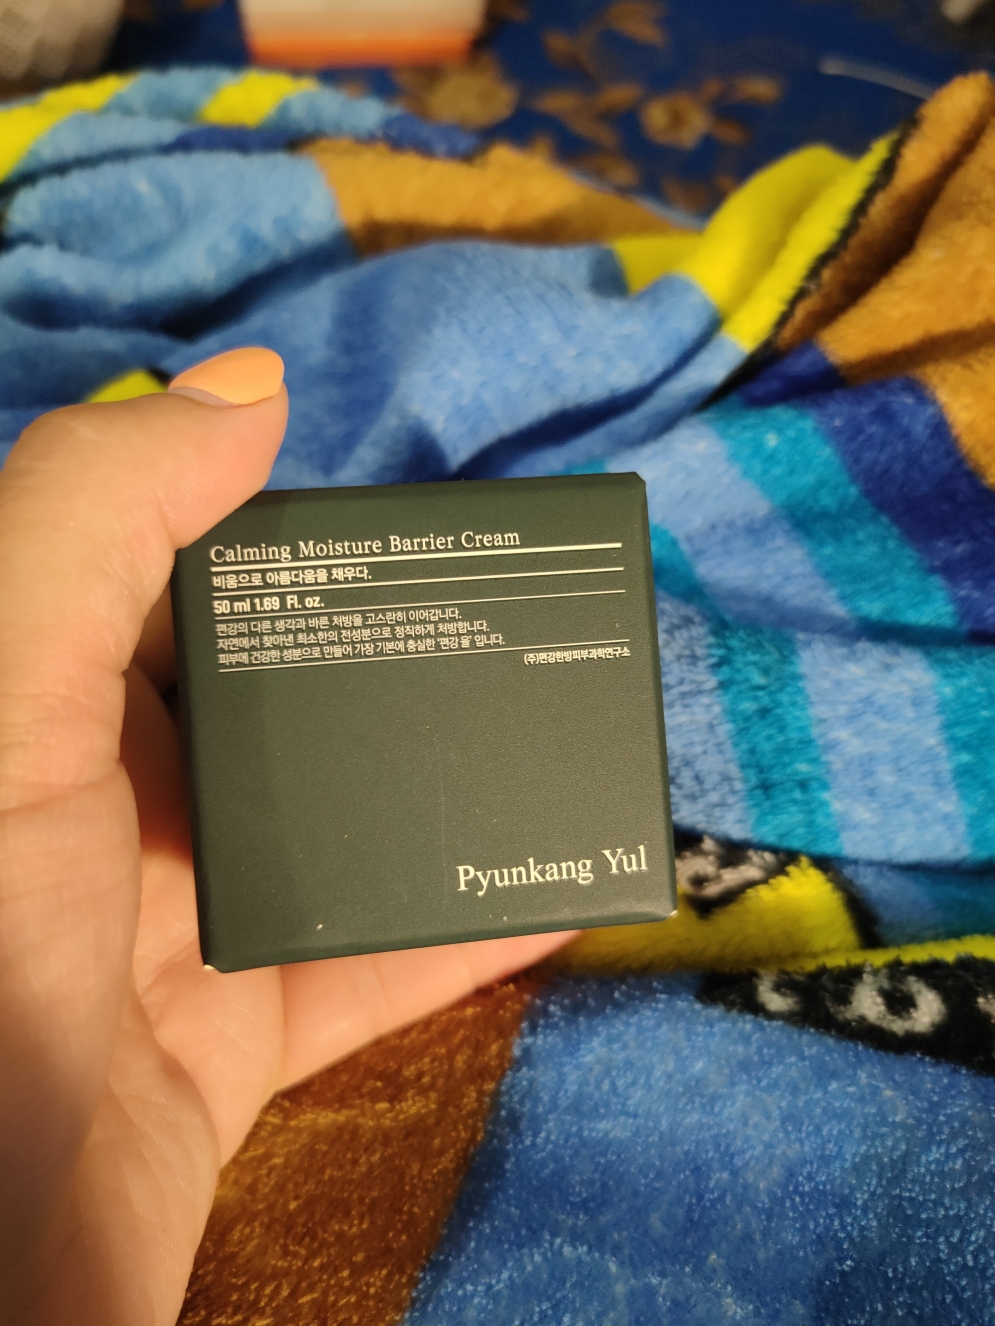 Calming Moisture Barrier Cream
비움으로 아름다움을 채우다.
50 ml 1.69 Fl. oz.
편강의 다른 생각과 바른 처방을 고스란히 이어갑니다.
자연에서 찾아낸 최소한의 전성분으로 정직하게 처방합니다.
피부에 건강한 성분으로 만들어 가장 기본에 충실한 '편강 율' 입니다.
(주)편강한방피부과학연구소
Pyunkang Yul